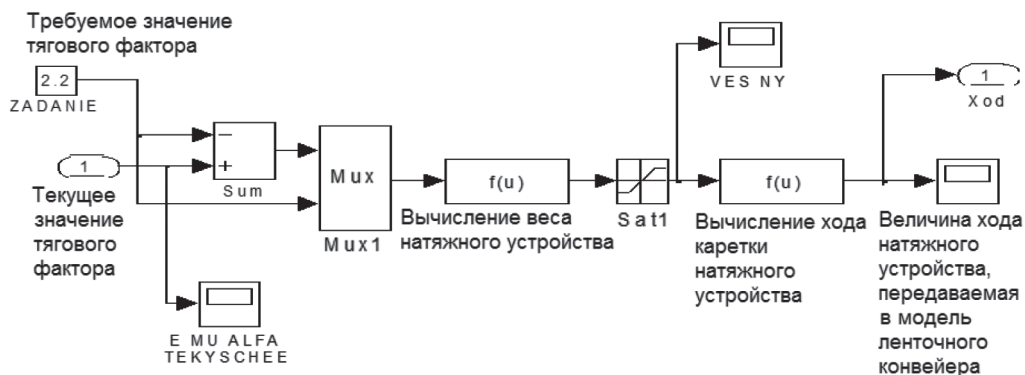 Требуемое значение
тягового фактора
2.2
ZADANIE
1
Текущее
значение
тягового
фактора
−
+
Sum
E MU ALFA
TEKYSCHEE
Mux
Mux1
f(u)
Вычисление веса
натяжного устройства
Sat1
VES NY
f(u)
Вычисление хода
каретки
натяжного
устройства
1
Xod
Величина хода
натяжного
устройства,
передаваемая
в модель
ленточного
конвейера